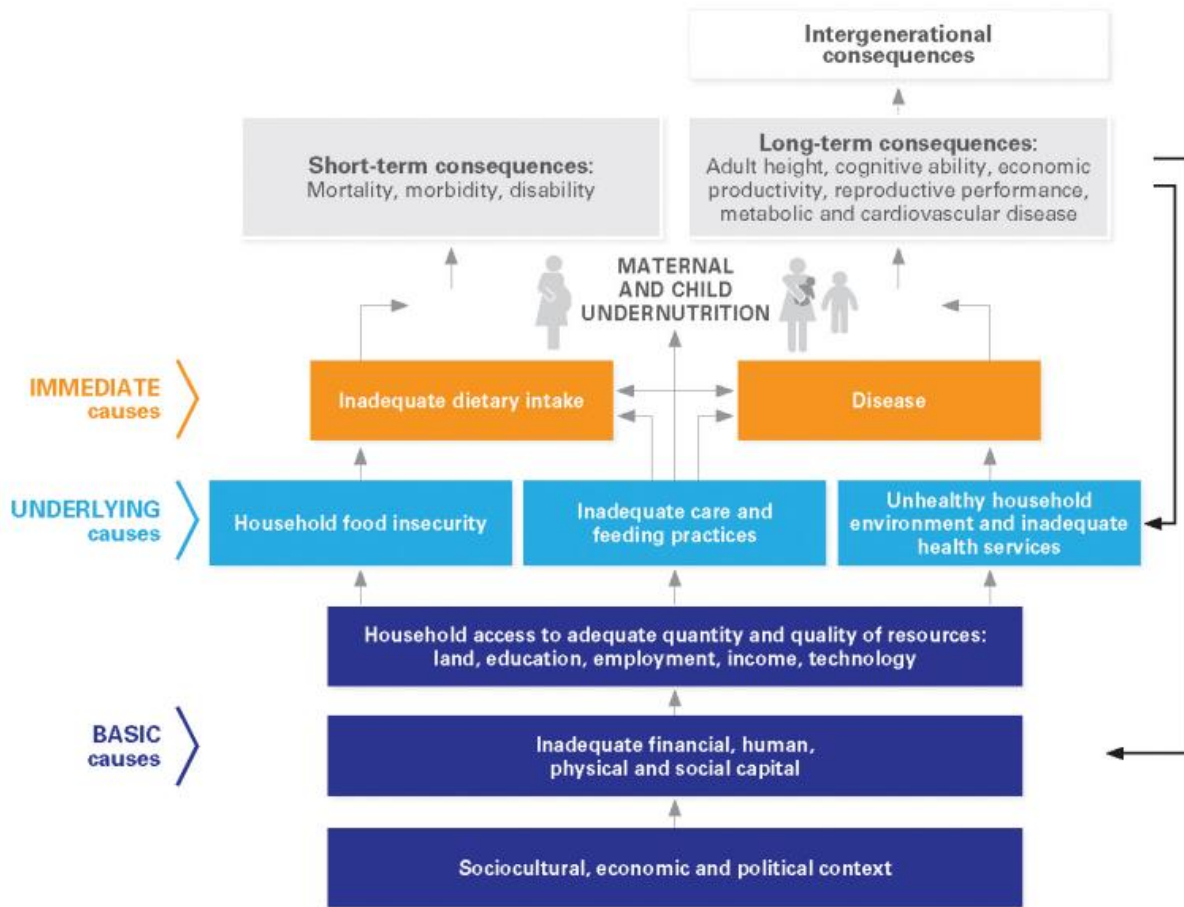 Intergenerational
consequences
Short-term consequences:
Mortality, morbidity, disability
Long-term consequences:
Adult height, cognitive ability, economic
productivity, reproductive performance,
metabolic and cardiovascular disease
MATERNAL
AND CHILD
UNDERNUTRITION
IMMEDIATE
causes
Inadequate dietary intake
Disease
UNDERLYING
causes
Household food insecurity
Inadequate care and
feeding practices
Unhealthy household
environment and inadequate
health services
Household access to adequate quantity and quality of resources:
land, education, employment, income, technology
BASIC
causes
Inadequate financial, human,
physical and social capital
Sociocultural, economic and political context